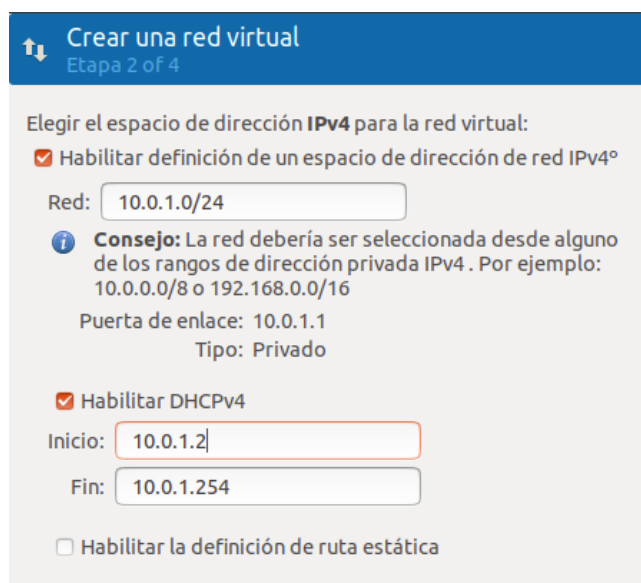 Crear una red virtual
Etapa 2 of 4
Elegir el espacio de dirección IPv4 para la red virtual:
Habilitar definición de un espacio de dirección de red IPv4º
Red: 10.0.1.0/24
Consejo: La red debería ser seleccionada desde alguno
de los rangos de dirección privada IPv4 . Por ejemplo:
10.0.0.0/8 o 192.168.0.0/16
Puerta de enlace: 10.0.1.1
Tipo: Privado
Habilitar DHCPv4
Inicio: 10.0.1.2
Fin: 10.0.1.254
Habilitar la definición de ruta estática